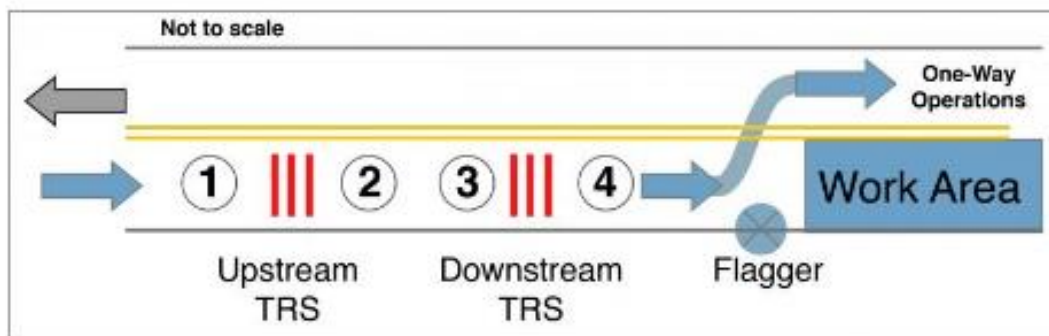 Not to scale
One-Way
Operations
1
2
3
4
Work Area
Upstream
TRS
Downstream
TRS
Flagger